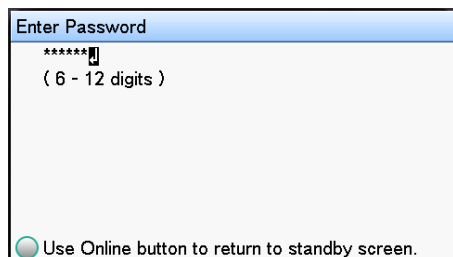 Enter Password
******↵
( 6 - 12 digits )
Use Online button to return to standby screen.